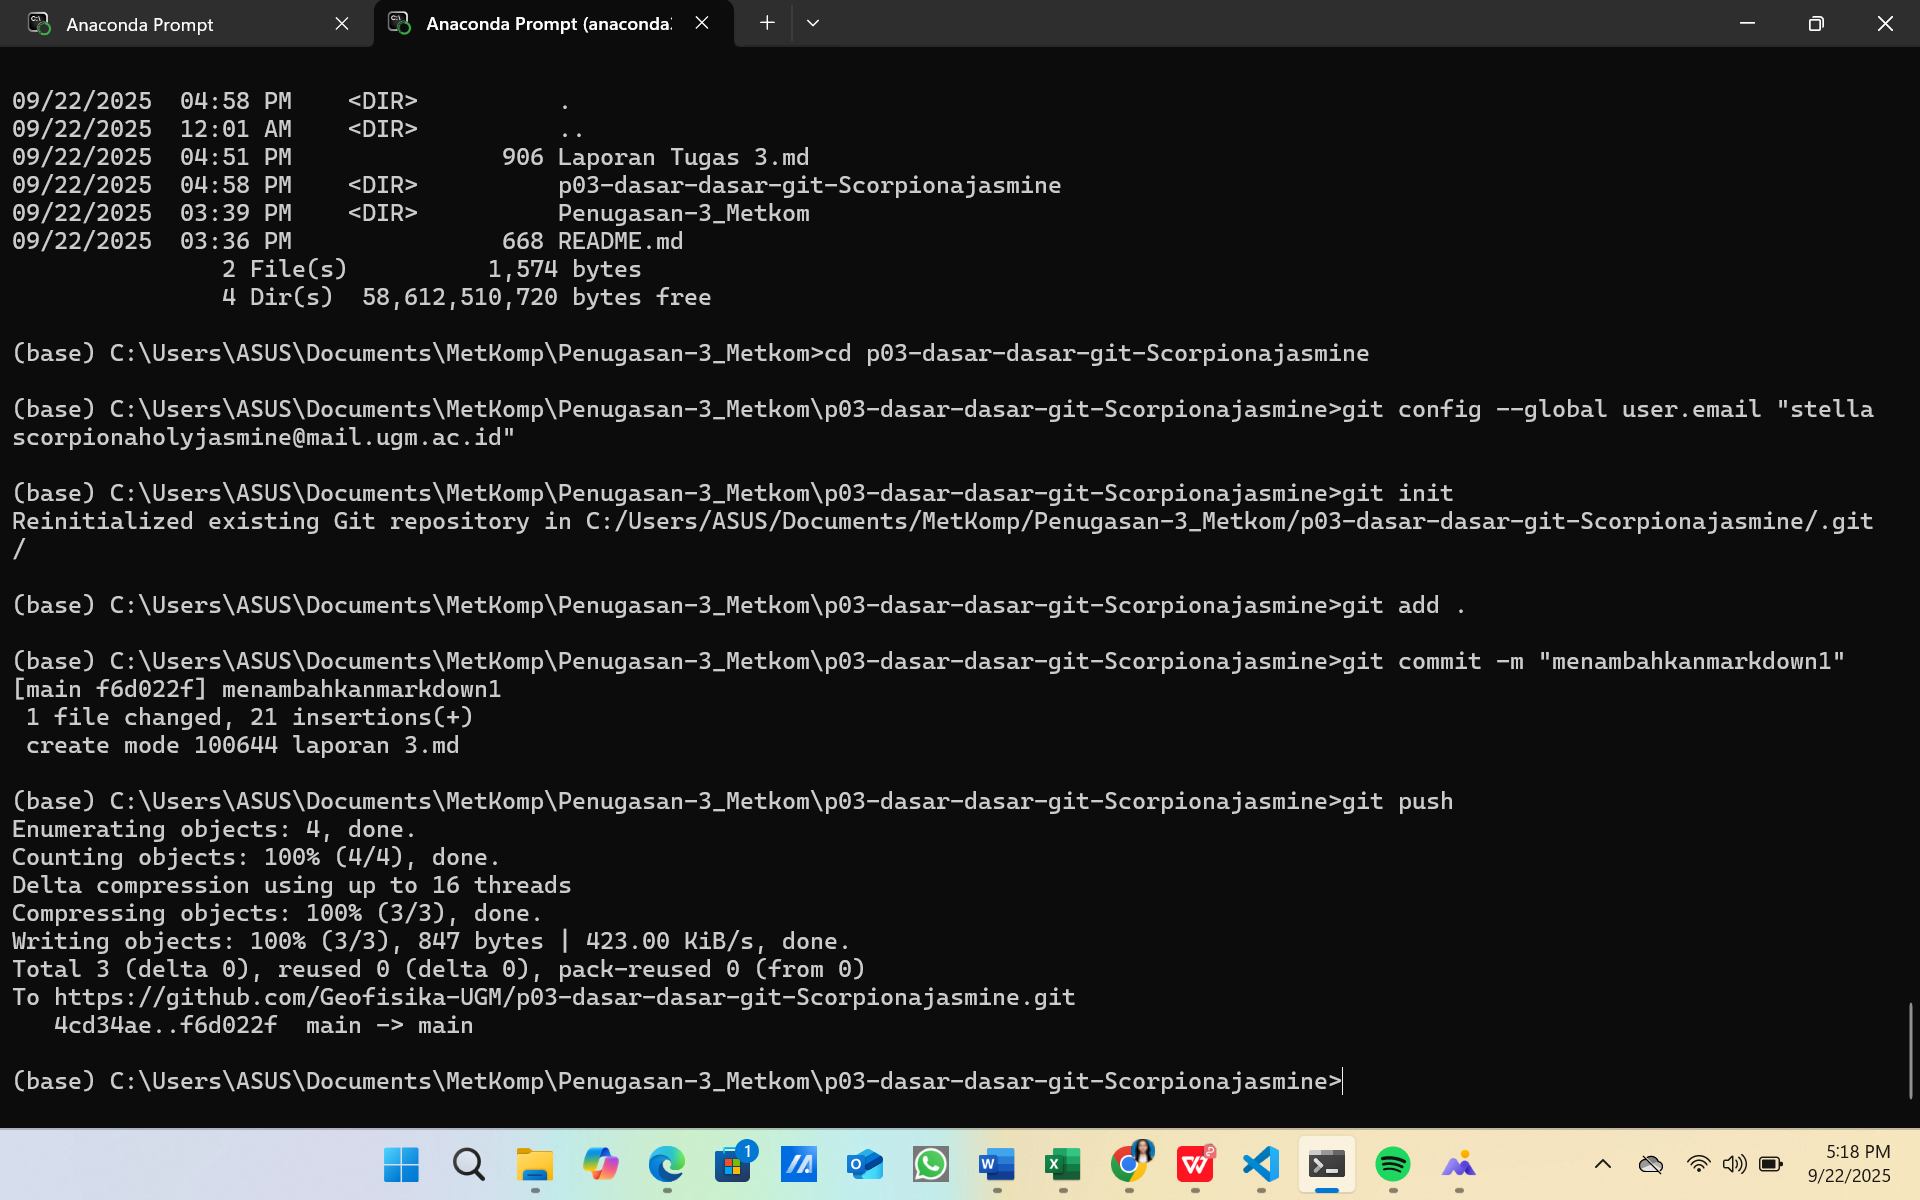 Anaconda Prompt
Anaconda Prompt (anaconda
09/22/2025  04:58 PM    <DIR>          .
09/22/2025  12:01 AM    <DIR>          ..
09/22/2025  04:51 PM               906 Laporan Tugas 3.md
09/22/2025  04:58 PM    <DIR>          p03-dasar-dasar-git-Scorpionajasmine
09/22/2025  03:39 PM    <DIR>          Penugasan-3_Metkom
09/22/2025  03:36 PM               668 README.md
               2 File(s)          1,574 bytes
               4 Dir(s)  58,612,510,720 bytes free
(base) C:\Users\ASUS\Documents\MetKomp\Penugasan-3_Metkom>cd p03-dasar-dasar-git-Scorpionajasmine
(base) C:\Users\ASUS\Documents\MetKomp\Penugasan-3_Metkom\p03-dasar-dasar-git-Scorpionajasmine>git config --global user.email "stella
scorpionaholyjasmine@mail.ugm.ac.id"
(base) C:\Users\ASUS\Documents\MetKomp\Penugasan-3_Metkom\p03-dasar-dasar-git-Scorpionajasmine>git init
Reinitialized existing Git repository in C:/Users/ASUS/Documents/MetKomp/Penugasan-3_Metkom/p03-dasar-dasar-git-Scorpionajasmine/.git
/
(base) C:\Users\ASUS\Documents\MetKomp\Penugasan-3_Metkom\p03-dasar-dasar-git-Scorpionajasmine>git add .
(base) C:\Users\ASUS\Documents\MetKomp\Penugasan-3_Metkom\p03-dasar-dasar-git-Scorpionajasmine>git commit -m "menambahkanmarkdown1"
[main f6d022f] menambahkanmarkdown1
 1 file changed, 21 insertions(+)
 create mode 100644 laporan 3.md
(base) C:\Users\ASUS\Documents\MetKomp\Penugasan-3_Metkom\p03-dasar-dasar-git-Scorpionajasmine>git push
Enumerating objects: 4, done.
Counting objects: 100% (4/4), done.
Delta compression using up to 16 threads
Compressing objects: 100% (3/3), done.
Writing objects: 100% (3/3), 847 bytes | 423.00 KiB/s, done.
Total 3 (delta 0), reused 0 (delta 0), pack-reused 0 (from 0)
To https://github.com/Geofisika-UGM/p03-dasar-dasar-git-Scorpionajasmine.git
   4cd34ae..f6d022f  main -> main
(base) C:\Users\ASUS\Documents\MetKomp\Penugasan-3_Metkom\p03-dasar-dasar-git-Scorpionajasmine>
1
5:18 PM
9/22/2025